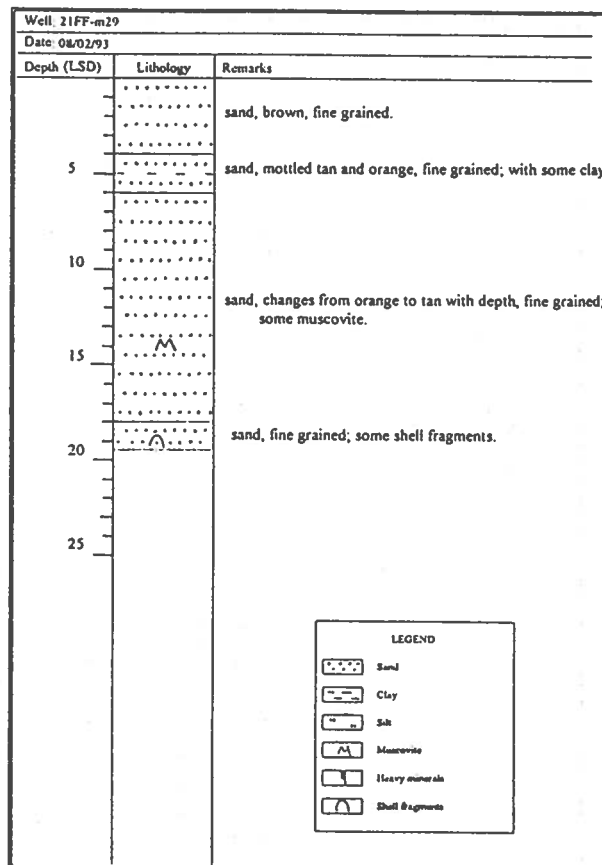 Well: 21FF-m29
Date: 08/02/93
Depth (LSD) Lithology Remarks
sand, brown, fine grained.
5 sand, mottled tan and orange, fine grained; with some clay
10
sand, changes from orange to tan with depth, fine grained;
some muscovite.
15
sand, fine grained; some shell fragments.
20
25
LEGEND
Sand
Clay
Silt
Muscovite
Heavy minerals
Shell fragments